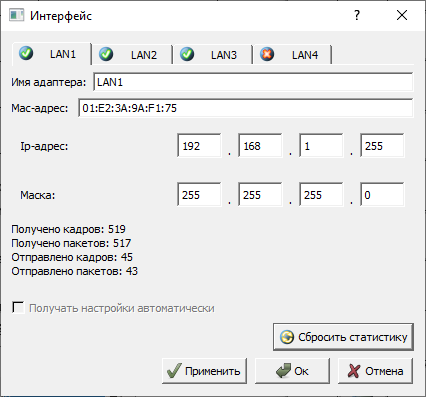 Интерфейс
LAN1 LAN2 LAN3 LAN4
Имя адаптера: LAN1
Mac-адрес: 01:E2:3A:9A:F1:75
Ip-адрес: 192 . 168 . 1 . 255
Маска: 255 . 255 . 255 . 0
Получено кадров: 519
Получено пакетов: 517
Отправлено кадров: 45
Отправлено пакетов: 43
Получать настройки автоматически
Сбросить статистику
Применить Ок Отмена